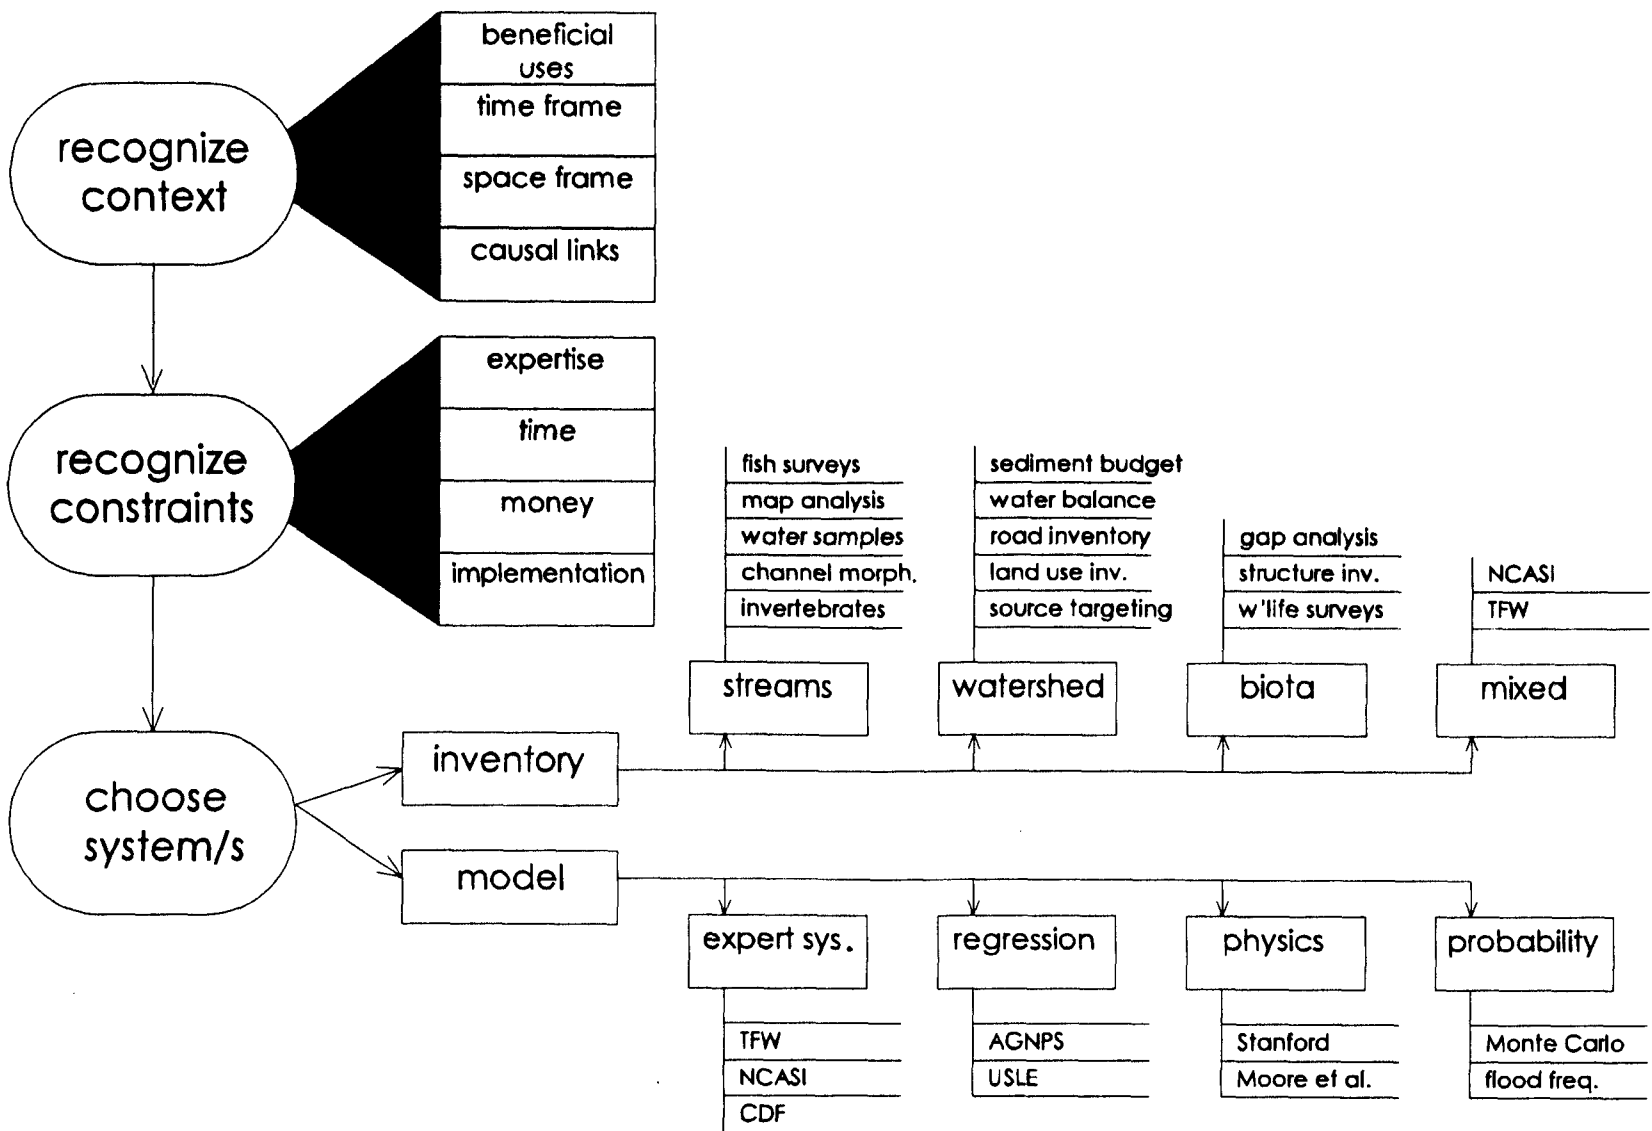 beneficial
uses
time frame
space frame
causal links
recognize
context
expertise
time
money
implementation
recognize
constraints
fish surveys
map analysis
water samples
channel morph.
invertebrates
streams
sediment budget
water balance
road inventory
land use inv.
source targeting
watershed
gap analysis
structure inv.
w'life surveys
biota
NCASI
TFW
mixed
choose
system/s
inventory
model
expert sys.
TFW
NCASI
CDF
regression
AGNPS
USLE
physics
Stanford
Moore et al.
probability
Monte Carlo
flood freq.